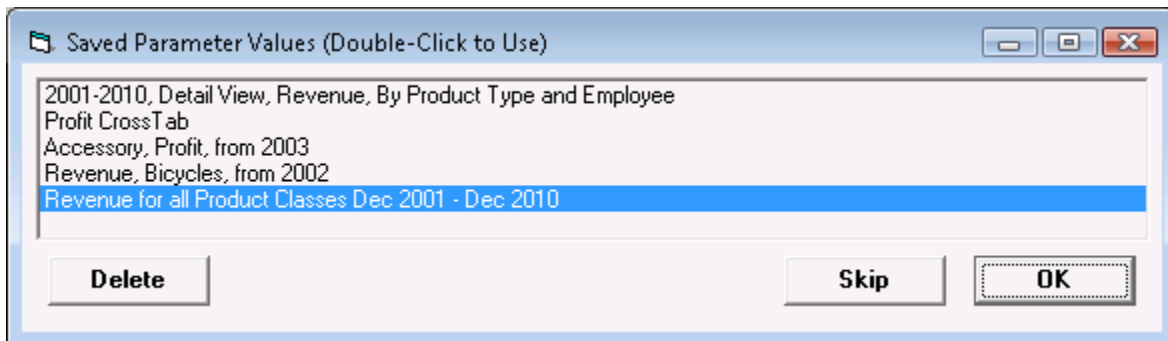 Saved Parameter Values (Double-Click to Use)
2001-2010, Detail View, Revenue, By Product Type and Employee
Profit CrossTab
Accessory, Profit, from 2003
Revenue, Bicycles, from 2002
Revenue for all Product Classes Dec 2001 - Dec 2010
Delete Skip OK